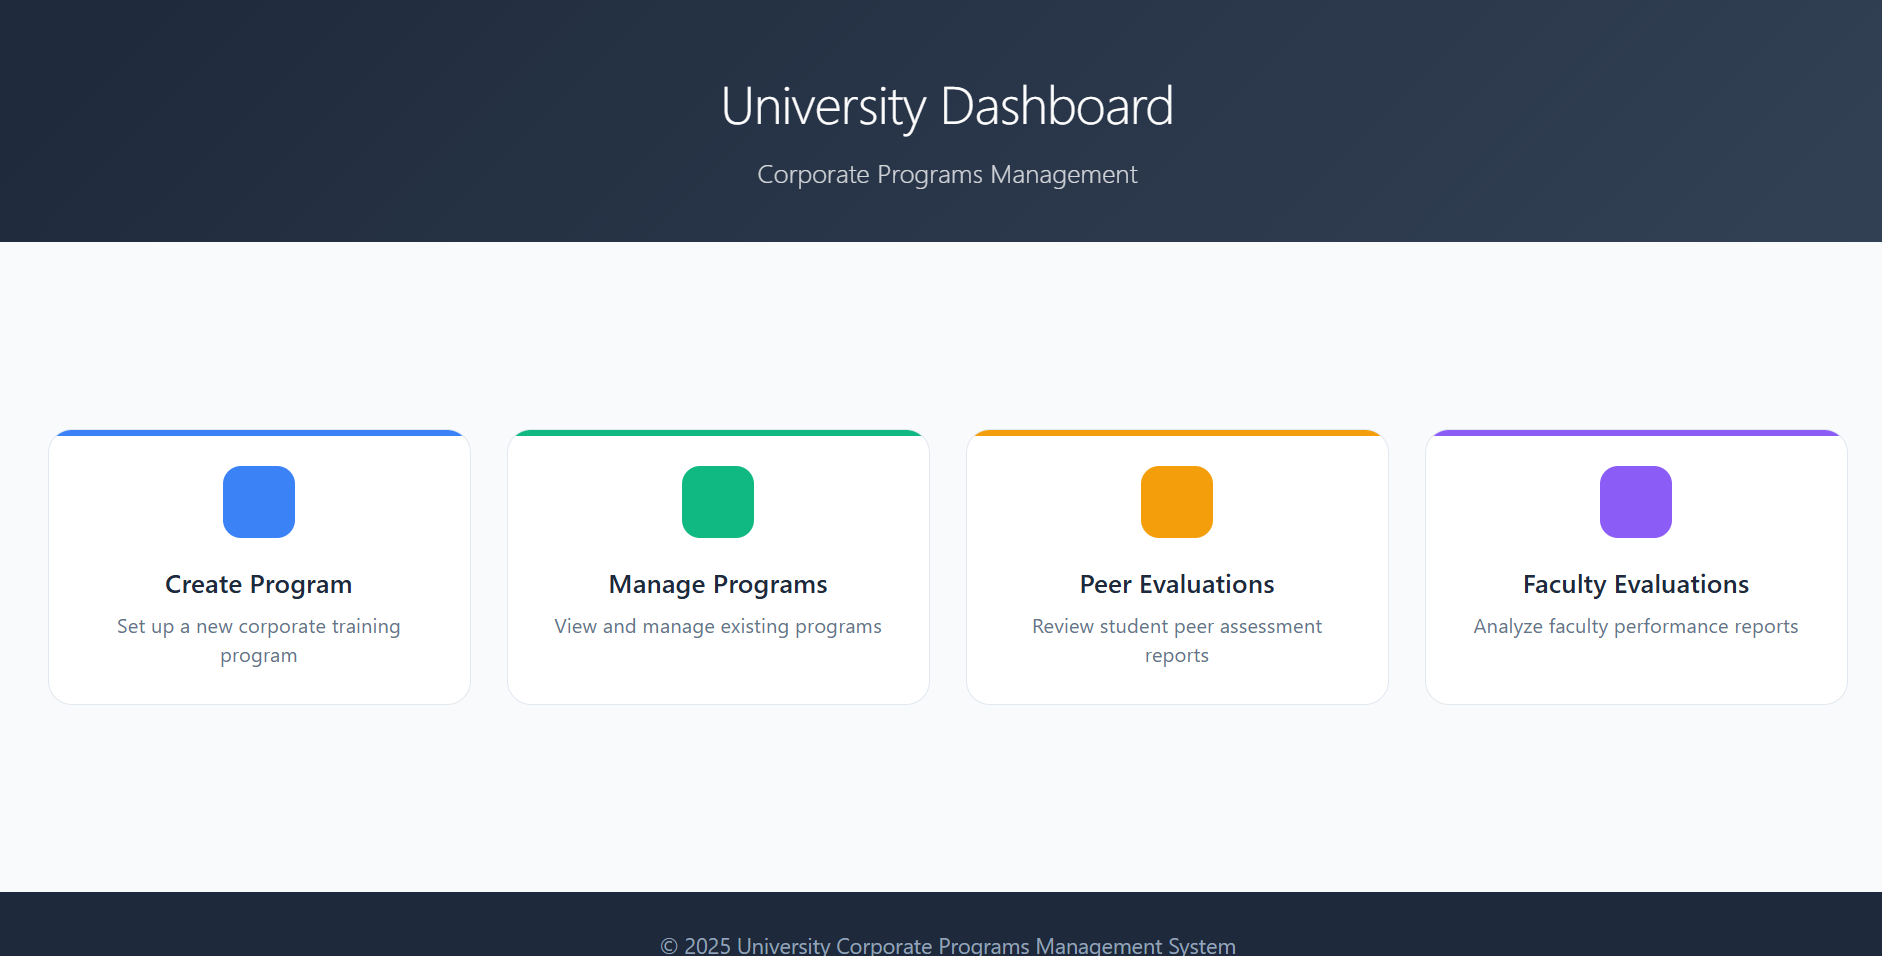 University Dashboard
Corporate Programs Management
Create Program
Set up a new corporate training
program
Manage Programs
View and manage existing programs
Peer Evaluations
Review student peer assessment
reports
Faculty Evaluations
Analyze faculty performance reports
© 2025 University Corporate Programs Management System